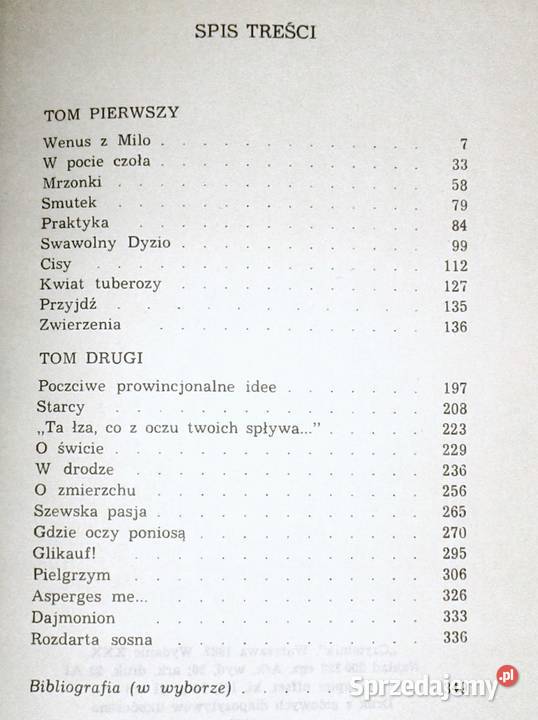 SPIS TREŚCI
TOM PIERWSZY
Wenus z Milo . . . . . . . . . . . . 7
W pocie czoła . . . . . . . . . . . . 33
Mrzonki . . . . . . . . . . . . . 58
Smutek . . . . . . . . . . . . . 79
Praktyka . . . . . . . . . . . . . 84
Swawolny Dyzio . . . . . . . . . . . 99
Cisy . . . . . . . . . . . . . . 112
Kwiat tuberozy . . . . . . . . . . . 127
Przyjdź . . . . . . . . . . . . . 135
Zwierzenia . . . . . . . . . . . . 136
TOM DRUGI
Poczciwe prowincjonalne idee . . . . . . . 197
Starcy . . . . . . . . . . . . . 208
„Ta łza, co z oczu twoich spływa..." . . . . . 223
O świcie . . . . . . . . . . . . . 229
W drodze . . . . . . . . . . . . . 236
O zmierzchu . . . . . . . . . . . . 256
Szewska pasja . . . . . . . . . . . 265
Gdzie oczy poniosą . . . . . . . . . . 270
Glikauf! . . . . . . . . . . . . . 295
Pielgrzym . . . . . . . . . . . . 306
Asperges me... . . . . . . . . . . . 326
Dajmonion . . . . . . . . . . . . 333
Rozdarta sosna . . . . . . . . . . . 336
Bibliografia (w wyborze) . . . .
Sprzedajemy.pl